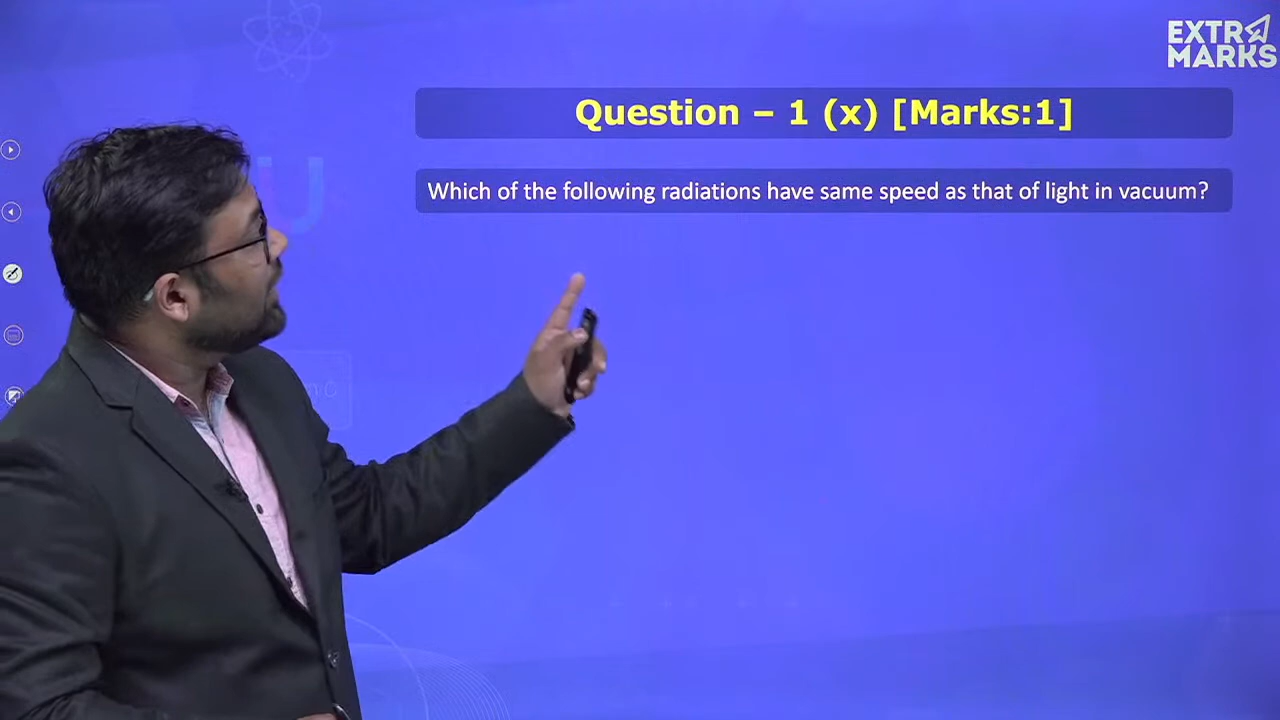 EXTRA
MARKS
Question – 1 (x) [Marks:1]
Which of the following radiations have same speed as that of light in vacuum?